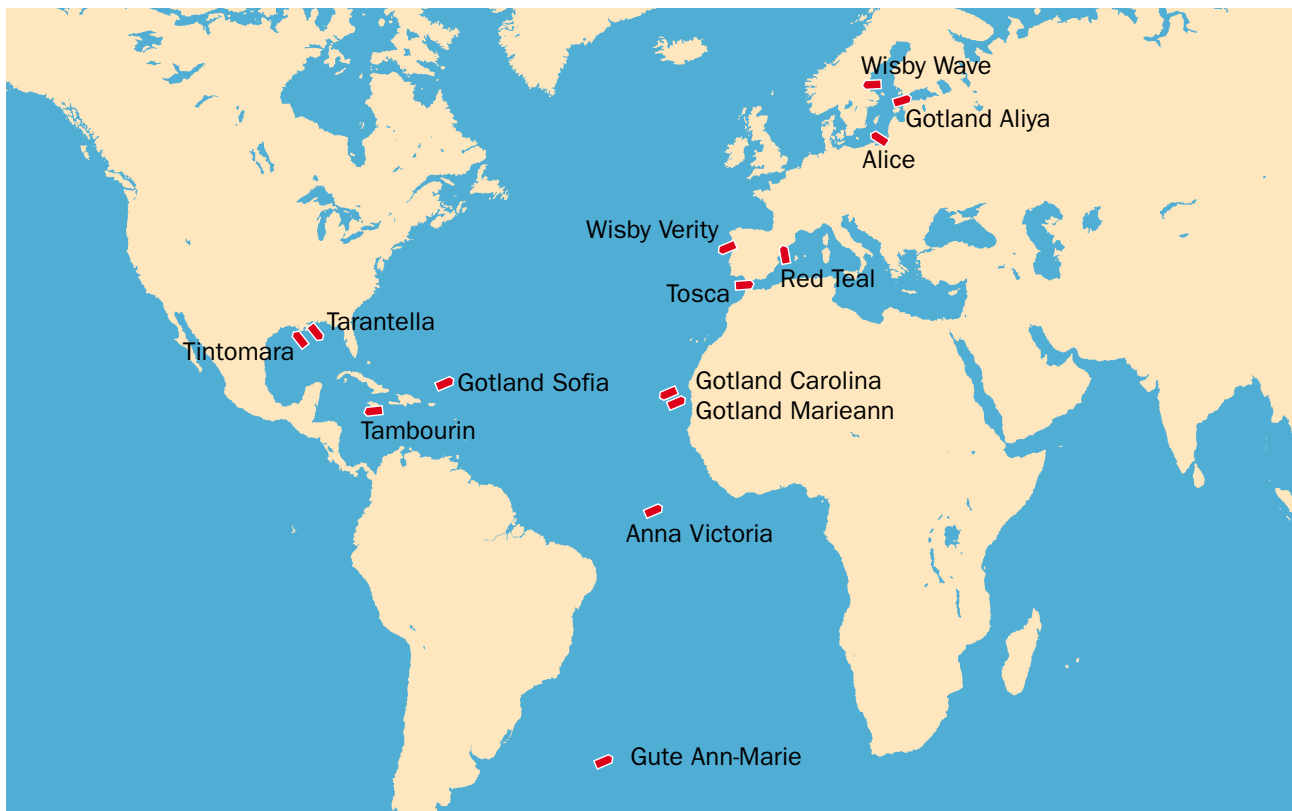 Wisby Wave
Gotland Aliya
Alice
Wisby Verity
Red Teal
Tosca
Tarantella
Tintomara
Gotland Sofia
Gotland Carolina
Gotland Marieann
Tambourin
Anna Victoria
Gute Ann-Marie